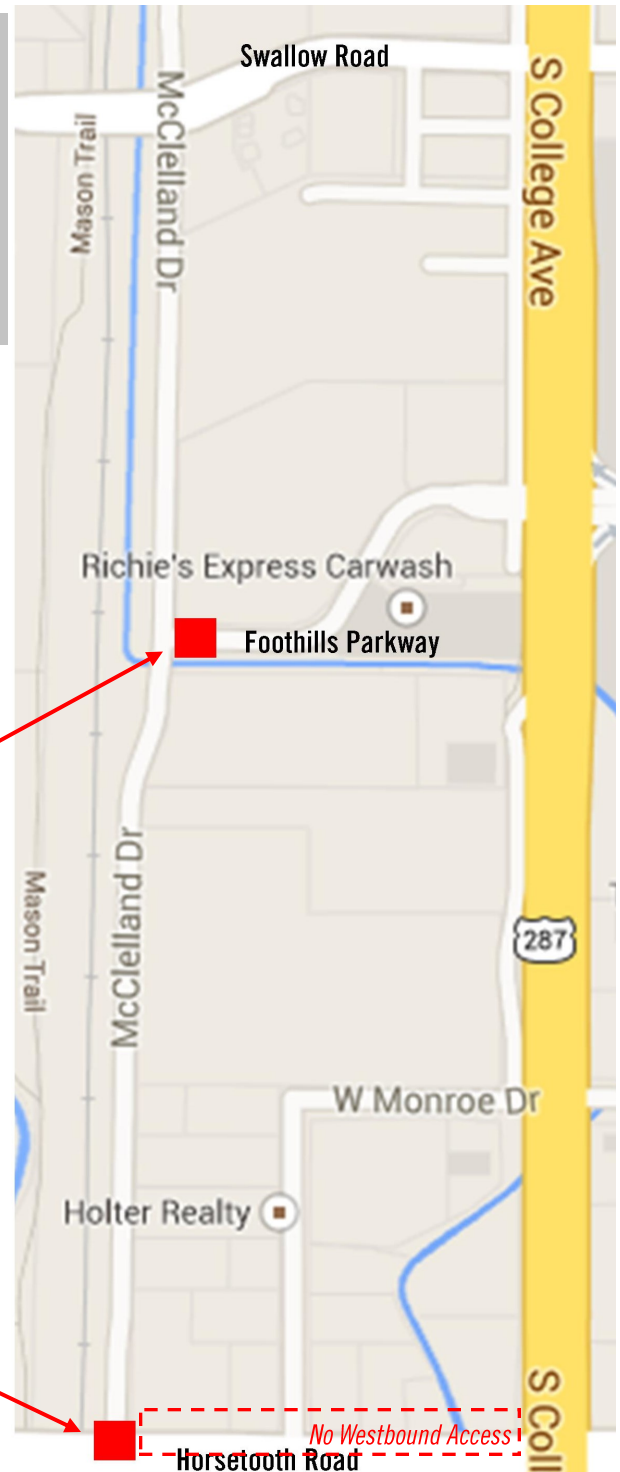 Swallow Road
S College Ave
McClelland Dr
Mason Trail
Richie's Express Carwash
Foothills Parkway
McClelland Dr
Mason Trail
287
W Monroe Dr
Holter Realty
S Coll
No Westbound Access
Horsetooth Road